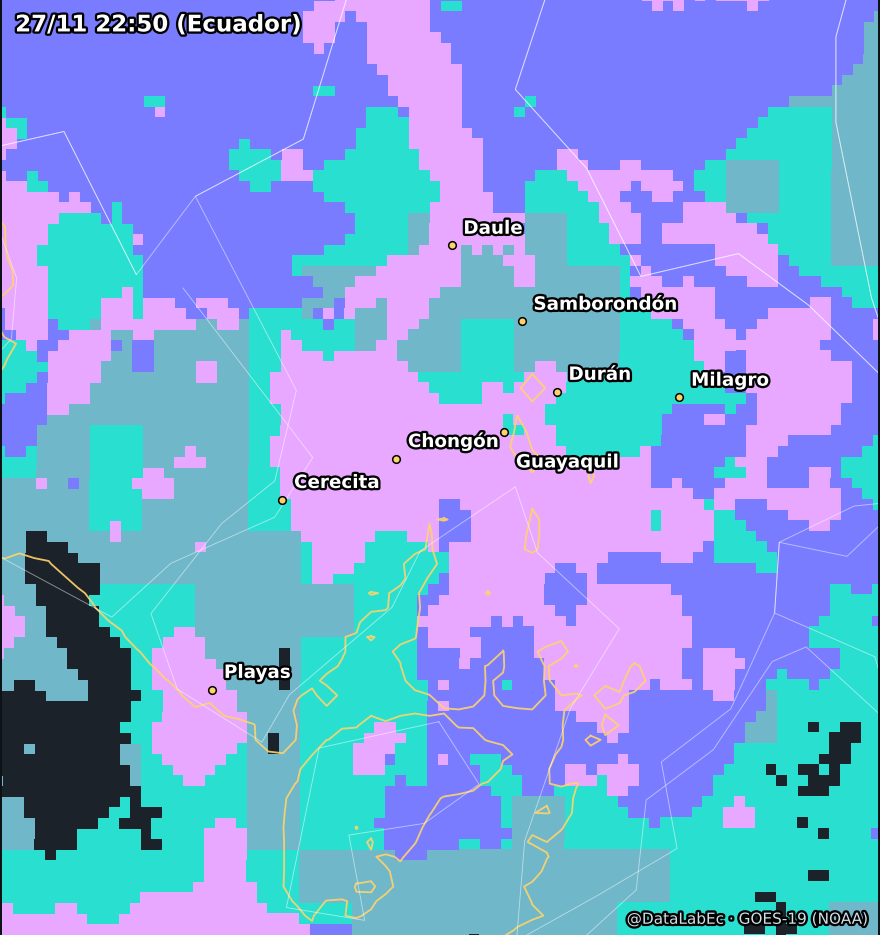 27/11 22:50 (Ecuador)
Daule
Samborondón
Durán
Milagro
Chongón
Guayaquil
Cerecita
Playas
@DataLabEc · GOES-19 (NOAA)